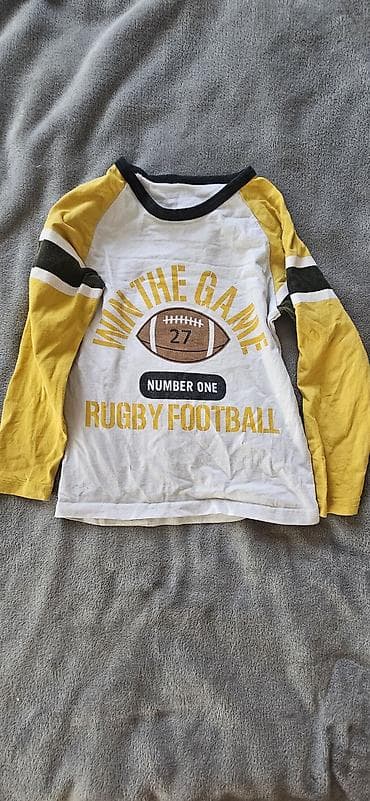 WIN THE GAME
27
NUMBER ONE
RUGBY FOOTBALL